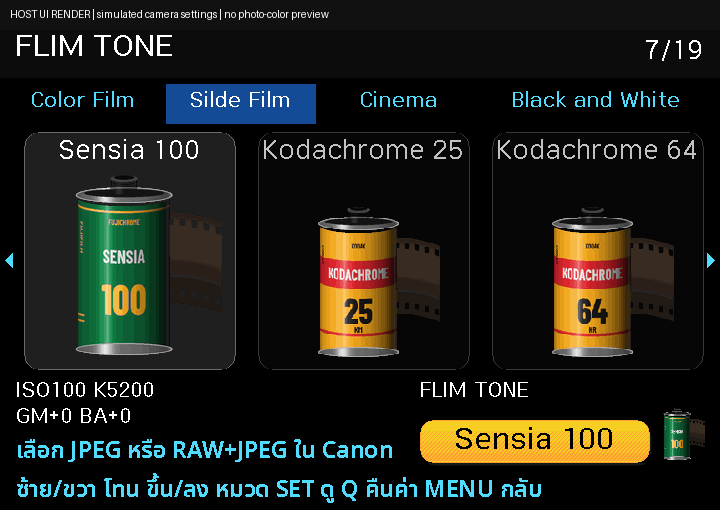 HOST UI RENDER | simulated camera settings | no photo-color preview
FLIM TONE
7/19
Color Film
Silde Film
Cinema
Black and White
Sensia 100
Kodachrome 25
Kodachrome 64
FUJICHROME
FUJIFILM
SENSIA
100
KODAK
KODACHROME
25
KM
KODAK
KODACHROME
64
KR
ISO100 K5200
GM+0 BA+0
FLIM TONE
Sensia 100
SENSIA
100
เลือก JPEG หรือ RAW+JPEG ใน Canon
ซ้าย/ขวา โทน ขึ้น/ลง หมวด SET ดู Q คืนค่า MENU กลับ